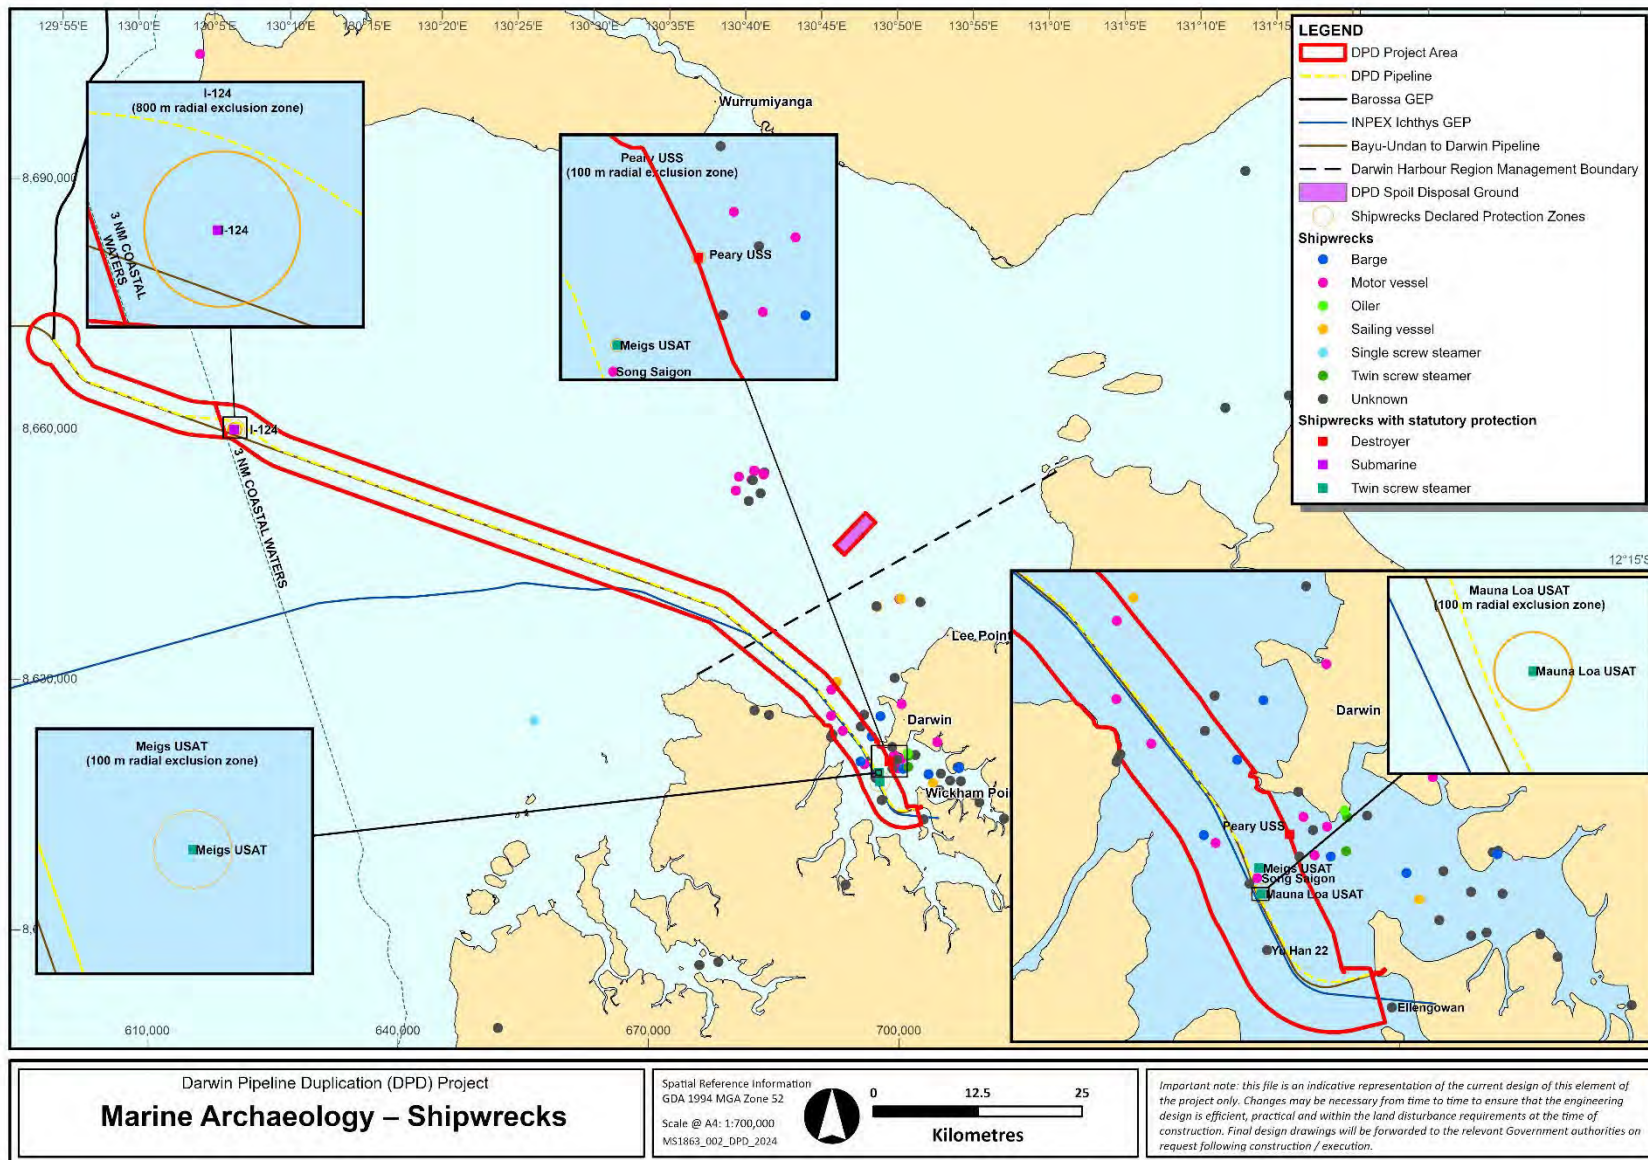 129°55'E 130°0'E 130°5'E 130°10'E 130°15'E 130°20'E 130°25'E 130°30'E 130°35'E 130°40'E 130°45'E 130°50'E 130°55'E 131°0'E 131°5'E 131°10'E 131°15'
LEGEND
DPD Project Area
DPD Pipeline
Barossa GEP
INPEX Ichthys GEP
Bayu-Undan to Darwin Pipeline
Darwin Harbour Region Management Boundary
DPD Spoil Disposal Ground
Shipwrecks Declared Protection Zones
Shipwrecks
Barge
Motor vessel
Oiler
Sailing vessel
Single screw steamer
Twin screw steamer
Unknown
Shipwrecks with statutory protection
Destroyer
Submarine
Twin screw steamer
I-124
(800 m radial exclusion zone)
I-124
3 NM COASTAL
WATERS
Wurrumiyanga
Peary USS
(100 m radial exclusion zone)
Peary USS
Meigs USAT
Song Saigon
8,690,000
8,660,000
I-124
3 NM COASTAL WATERS
12°15'S
8,630,000
Lee Point
Darwin
Wickham Poi
Meigs USAT
(100 m radial exclusion zone)
Meigs USAT
Mauna Loa USAT
(100 m radial exclusion zone)
Mauna Loa USAT
Darwin
Peary USS
Meigs USAT
Song Saigon
Mauna Loa USAT
Yu Han 22
Ellengowan
610,000 640,000 670,000 700,000
Darwin Pipeline Duplication (DPD) Project
Marine Archaeology – Shipwrecks
Spatial Reference Information
GDA 1994 MGA Zone 52
Scale @ A4: 1:700,000
MS1863_002_DPD_2024
0 12.5 25
Kilometres
Important note: this file is an indicative representation of the current design of this element of
the project only. Changes may be necessary from time to time to ensure that the engineering
design is efficient, practical and within the land disturbance requirements at the time of
construction. Final design drawings will be forwarded to the relevant Government authorities on
request following construction / execution.